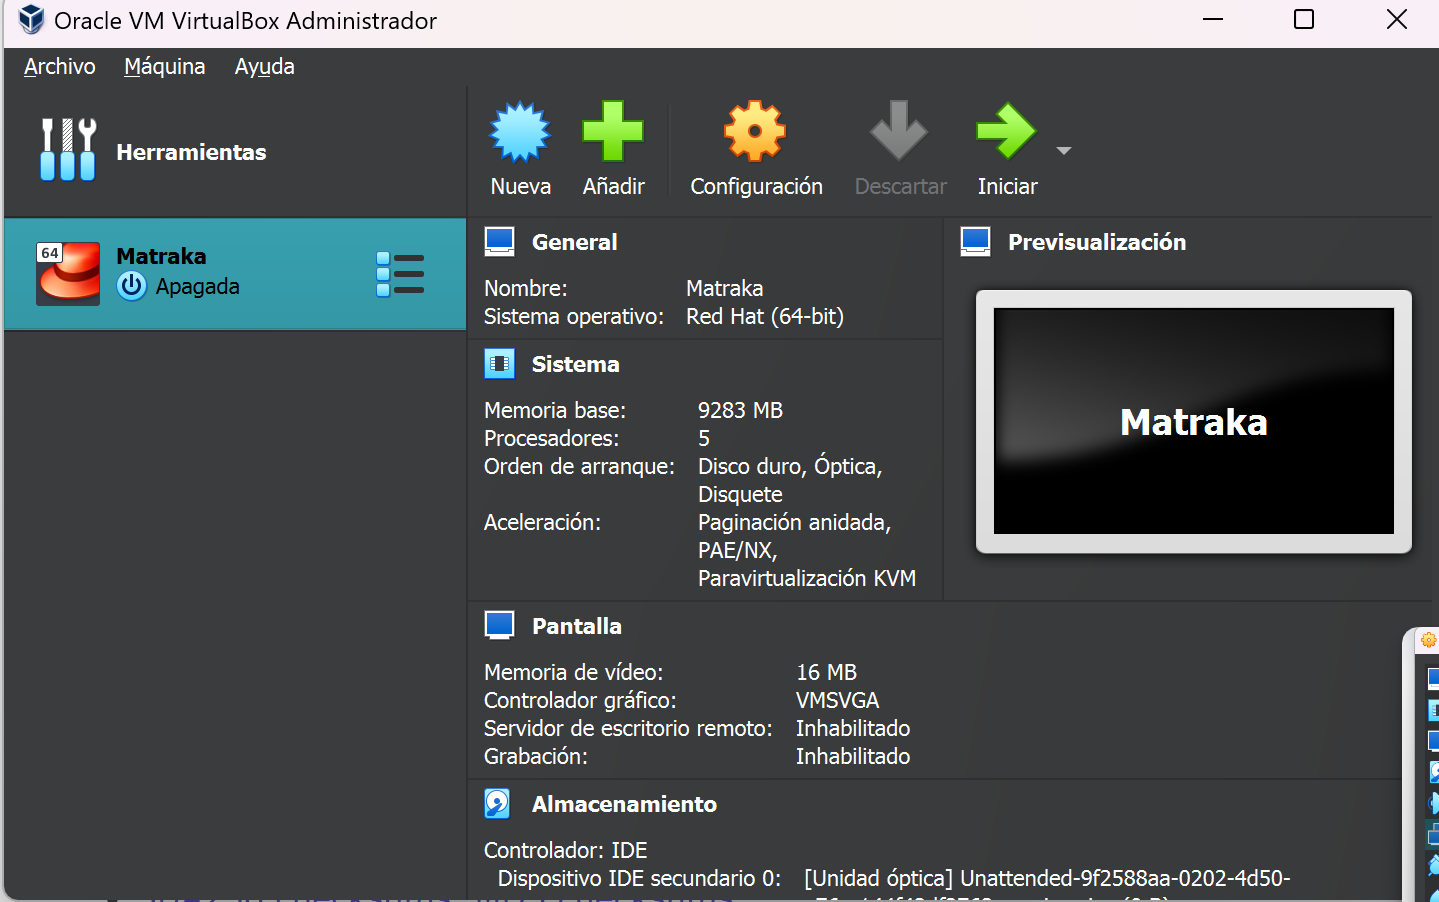 Oracle VM VirtualBox Administrador
Archivo Máquina Ayuda
Herramientas
Nueva Añadir Configuración Descartar Iniciar
64
Matraka
Apagada
General
Nombre: Matraka
Sistema operativo: Red Hat (64-bit)
Previsualización
Matraka
Sistema
Memoria base: 9283 MB
Procesadores: 5
Orden de arranque: Disco duro, Óptica,
Disquete
Aceleración: Paginación anidada,
PAE/NX,
Paravirtualización KVM
Pantalla
Memoria de vídeo: 16 MB
Controlador gráfico: VMSVGA
Servidor de escritorio remoto: Inhabilitado
Grabación: Inhabilitado
Almacenamiento
Controlador: IDE
Dispositivo IDE secundario 0: [Unidad óptica] Unattended-9f2588aa-0202-4d50-